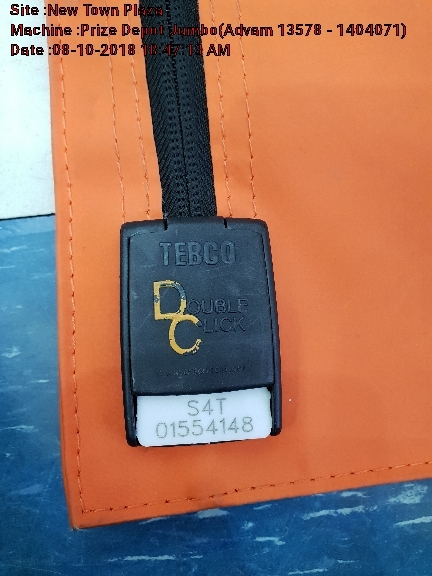 Site :New Town Plaza
Machine :Prize Depot Jumbo(Advam 13578 - 1404071)
Date :08-10-2018 AM
TEBCO
DOUBLE
CLICK
S4T
01554148